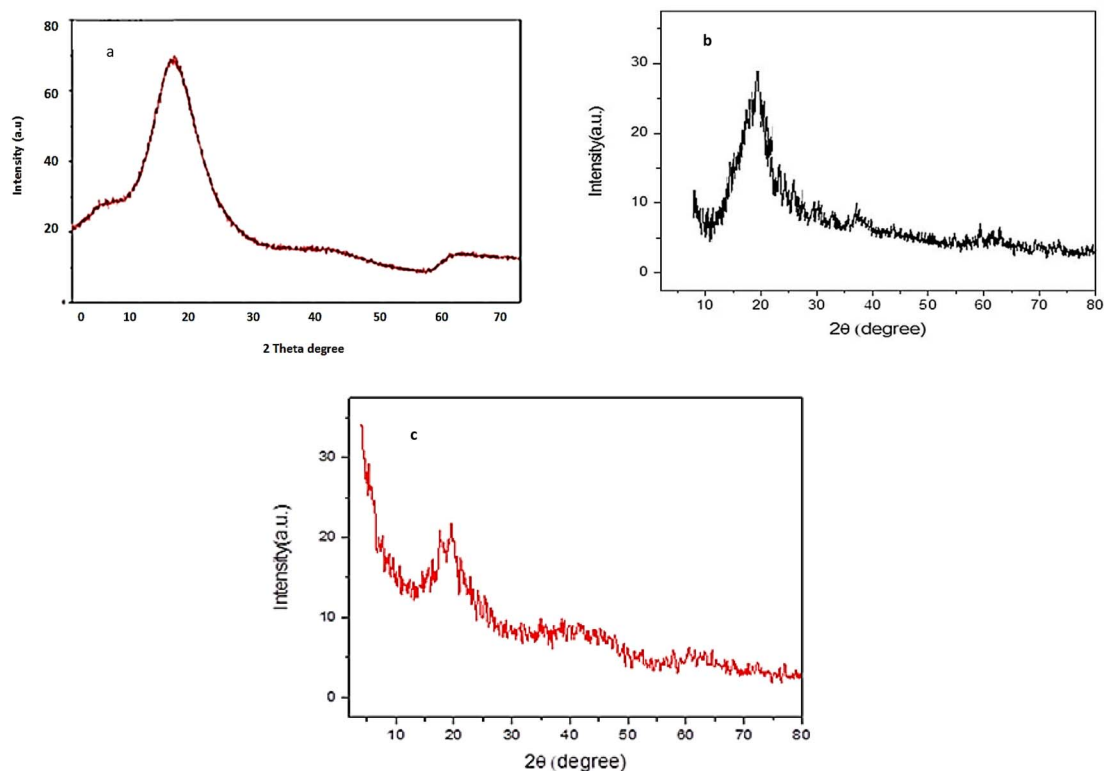 a
80
60
40
20
Intensity (a.u)
0 10 20 30 40 50 60 70
2 Theta degree
b
30
20
10
0
Intensity(a.u.)
10 20 30 40 50 60 70 80
2θ (degree)
c
30
20
10
0
Intensity(a.u.)
10 20 30 40 50 60 70 80
2θ (degree)